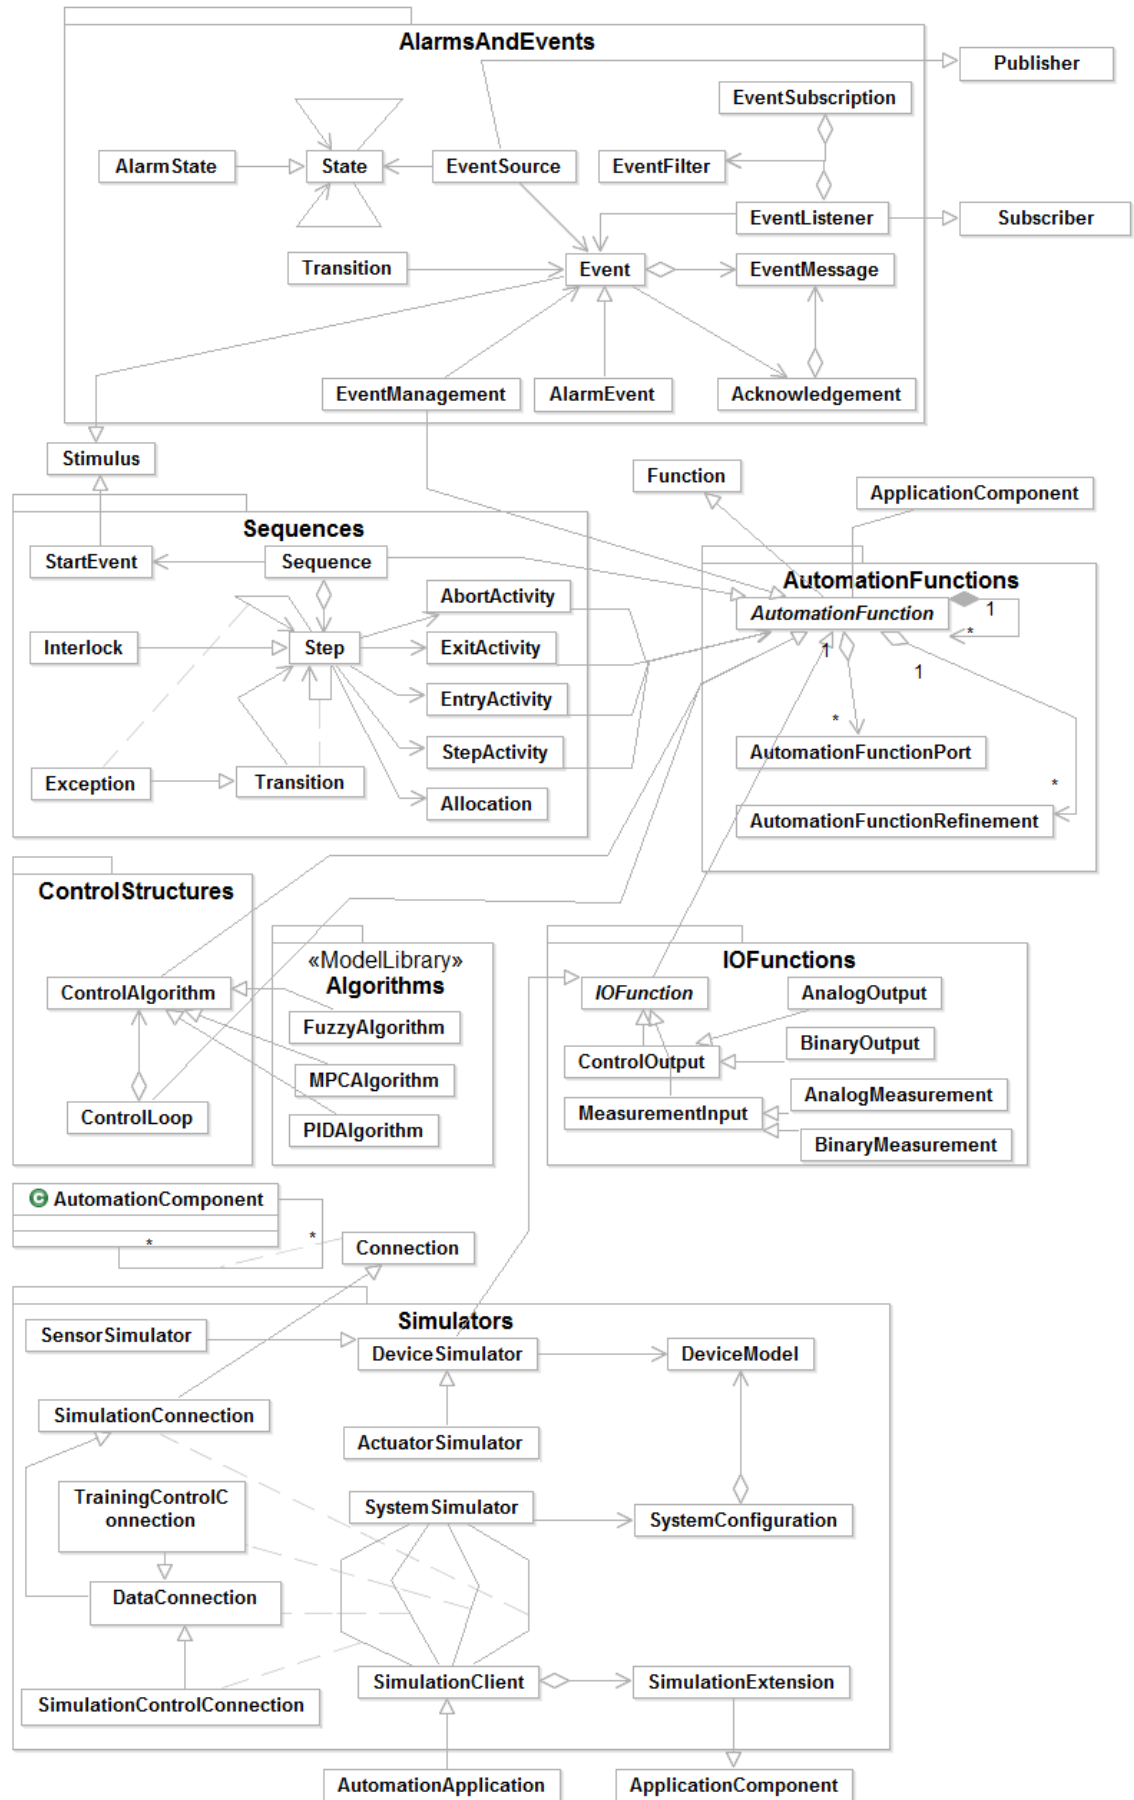 AlarmsAndEvents
Publisher
EventSubscription
AlarmState
State
EventSource
EventFilter
EventListener
Subscriber
Transition
Event
EventMessage
EventManagement
AlarmEvent
Acknowledgement
Stimulus
Function
ApplicationComponent
Sequences
StartEvent
Sequence
AutomationFunctions
AbortActivity
AutomationFunction
1
*
Interlock
Step
ExitActivity
1
1
EntryActivity
*
StepActivity
AutomationFunctionPort
Exception
Transition
*
Allocation
AutomationFunctionRefinement
ControlStructures
«ModelLibrary»
Algorithms
IOFunctions
ControlAlgorithm
IOFunction
AnalogOutput
FuzzyAlgorithm
BinaryOutput
ControlOutput
MPCAlgorithm
AnalogMeasurement
ControlLoop
MeasurementInput
PIDAlgorithm
BinaryMeasurement
C AutomationComponent
*
*
Connection
Simulators
SensorSimulator
DeviceSimulator
DeviceModel
SimulationConnection
ActuatorSimulator
TrainingControlC
onnection
SystemSimulator
SystemConfiguration
DataConnection
SimulationClient
SimulationExtension
SimulationControlConnection
AutomationApplication
ApplicationComponent